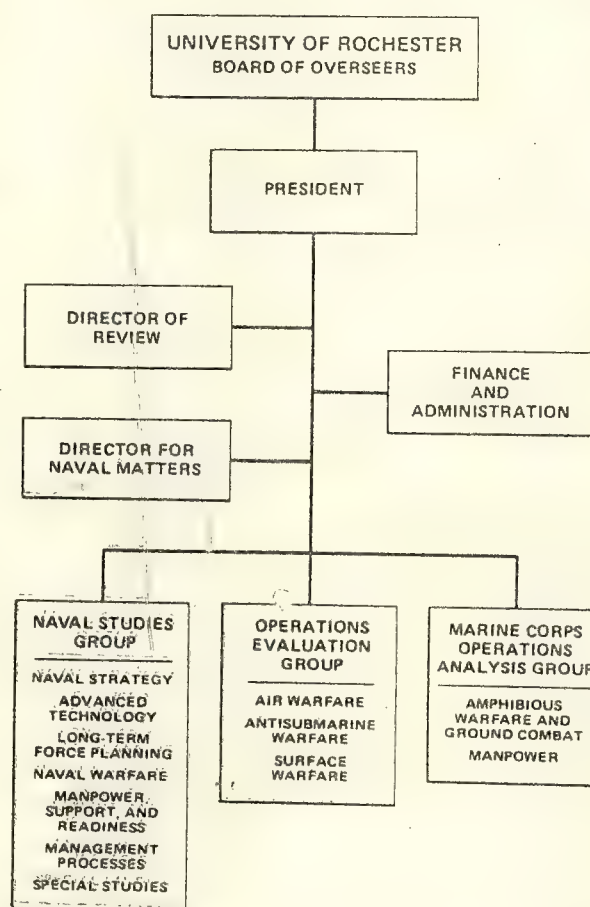 UNIVERSITY OF ROCHESTER
BOARD OF OVERSEERS
PRESIDENT
DIRECTOR OF
REVIEW
FINANCE
AND
ADMINISTRATION
DIRECTOR FOR
NAVAL MATTERS
NAVAL STUDIES
GROUP
NAVAL STRATEGY
ADVANCED
TECHNOLOGY
LONG-TERM
FORCE PLANNING
NAVAL WARFARE
MANPOWER,
SUPPORT, AND
READINESS
MANAGEMENT
PROCESSES
SPECIAL STUDIES
OPERATIONS
EVALUATION
GROUP
AIR WARFARE
ANTISUBMARINE
WARFARE
SURFACE
WARFARE
MARINE CORPS
OPERATIONS
ANALYSIS GROUP
AMPHIBIOUS
WARFARE AND
GROUND COMBAT
MANPOWER